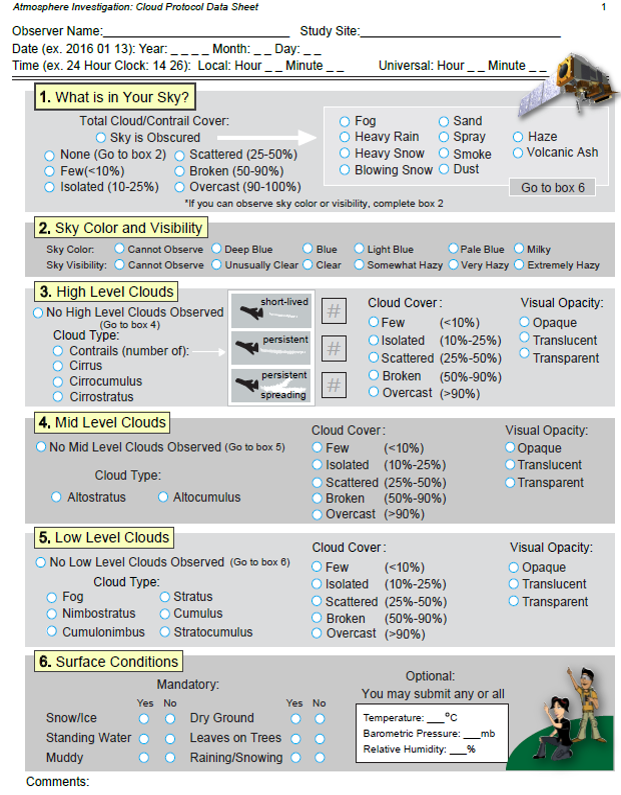 Atmosphere Investigation: Cloud Protocol Data Sheet 1
Observer Name:____________________________ Study Site:______________________________
Date (ex. 2016 01 13): Year: _ _ _ _ Month: _ _ Day: _ _
Time (ex. 24 Hour Clock: 14 26): Local: Hour _ _ Minute _ _ Universal: Hour _ _ Minute _ _
1. What is in Your Sky?
Total Cloud/Contrail Cover:
Sky is Obscured
None (Go to box 2) Scattered (25-50%)
Few(<10%) Broken (50-90%)
Isolated (10-25%) Overcast (90-100%)
Fog Sand
Heavy Rain Spray Haze
Heavy Snow Smoke Volcanic Ash
Blowing Snow Dust
Go to box 6
*If you can observe sky color or visibility, complete box 2
2. Sky Color and Visibility
Sky Color: Cannot Observe Deep Blue Blue Light Blue Pale Blue Milky
Sky Visibility: Cannot Observe Unusually Clear Clear Somewhat Hazy Very Hazy Extremely Hazy
3. High Level Clouds
No High Level Clouds Observed
(Go to box 4)
Cloud Type:
Contrails (number of):
Cirrus
Cirrocumulus
Cirrostratus
short-lived #
persistent #
persistent
spreading #
Cloud Cover:
Few (<10%)
Isolated (10%-25%)
Scattered (25%-50%)
Broken (50%-90%)
Overcast (>90%)
Visual Opacity:
Opaque
Translucent
Transparent
4. Mid Level Clouds
No Mid Level Clouds Observed (Go to box 5)
Cloud Type:
Altostratus Altocumulus
Cloud Cover:
Few (<10%)
Isolated (10%-25%)
Scattered (25%-50%)
Broken (50%-90%)
Overcast (>90%)
Visual Opacity:
Opaque
Translucent
Transparent
5. Low Level Clouds
No Low Level Clouds Observed (Go to box 6)
Cloud Type:
Fog Stratus
Nimbostratus Cumulus
Cumulonimbus Stratocumulus
Cloud Cover:
Few (<10%)
Isolated (10%-25%)
Scattered (25%-50%)
Broken (50%-90%)
Overcast (>90%)
Visual Opacity:
Opaque
Translucent
Transparent
6. Surface Conditions
Mandatory:
Yes No Yes No
Snow/Ice Dry Ground
Standing Water Leaves on Trees
Muddy Raining/Snowing
Optional:
You may submit any or all
Temperature: ___°C
Barometric Pressure: ___mb
Relative Humidity: ___%
Comments: